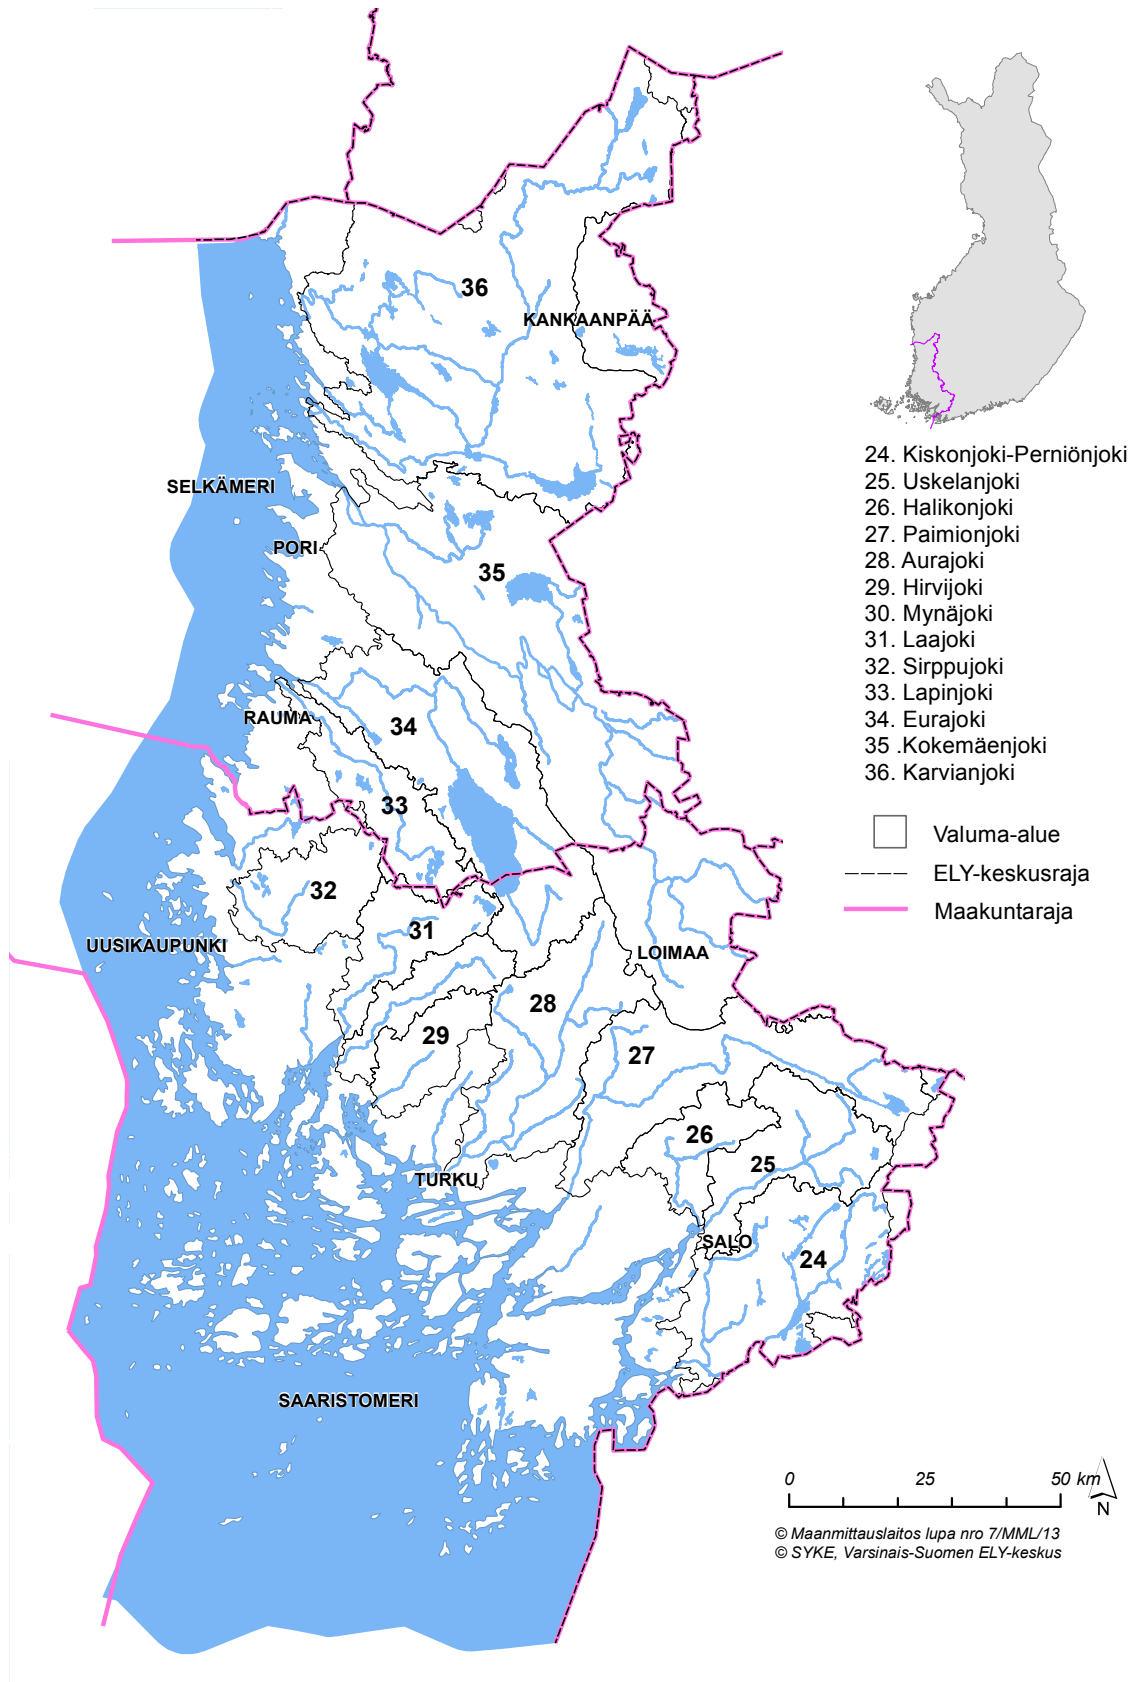 36
KANKAANPÄÄ
SELKÄMERI
PORI
35
RAUMA
34
33
32
31
UUSIKAUPUNKI
LOIMAA
28
29
27
26
25
TURKU
SALO
24
SAARISTOMERI
24. Kiskonjoki-Perniönjoki
25. Uskelanjoki
26. Halikonjoki
27. Paimionjoki
28. Aurajoki
29. Hirvijoki
30. Mynäjoki
31. Laajoki
32. Sirppujoki
33. Lapinjoki
34. Eurajoki
35 .Kokemäenjoki
36. Karvianjoki
Valuma-alue
ELY-keskusraja
Maakuntaraja
0 25 50 km
N
© Maanmittauslaitos lupa nro 7/MML/13
© SYKE, Varsinais-Suomen ELY-keskus